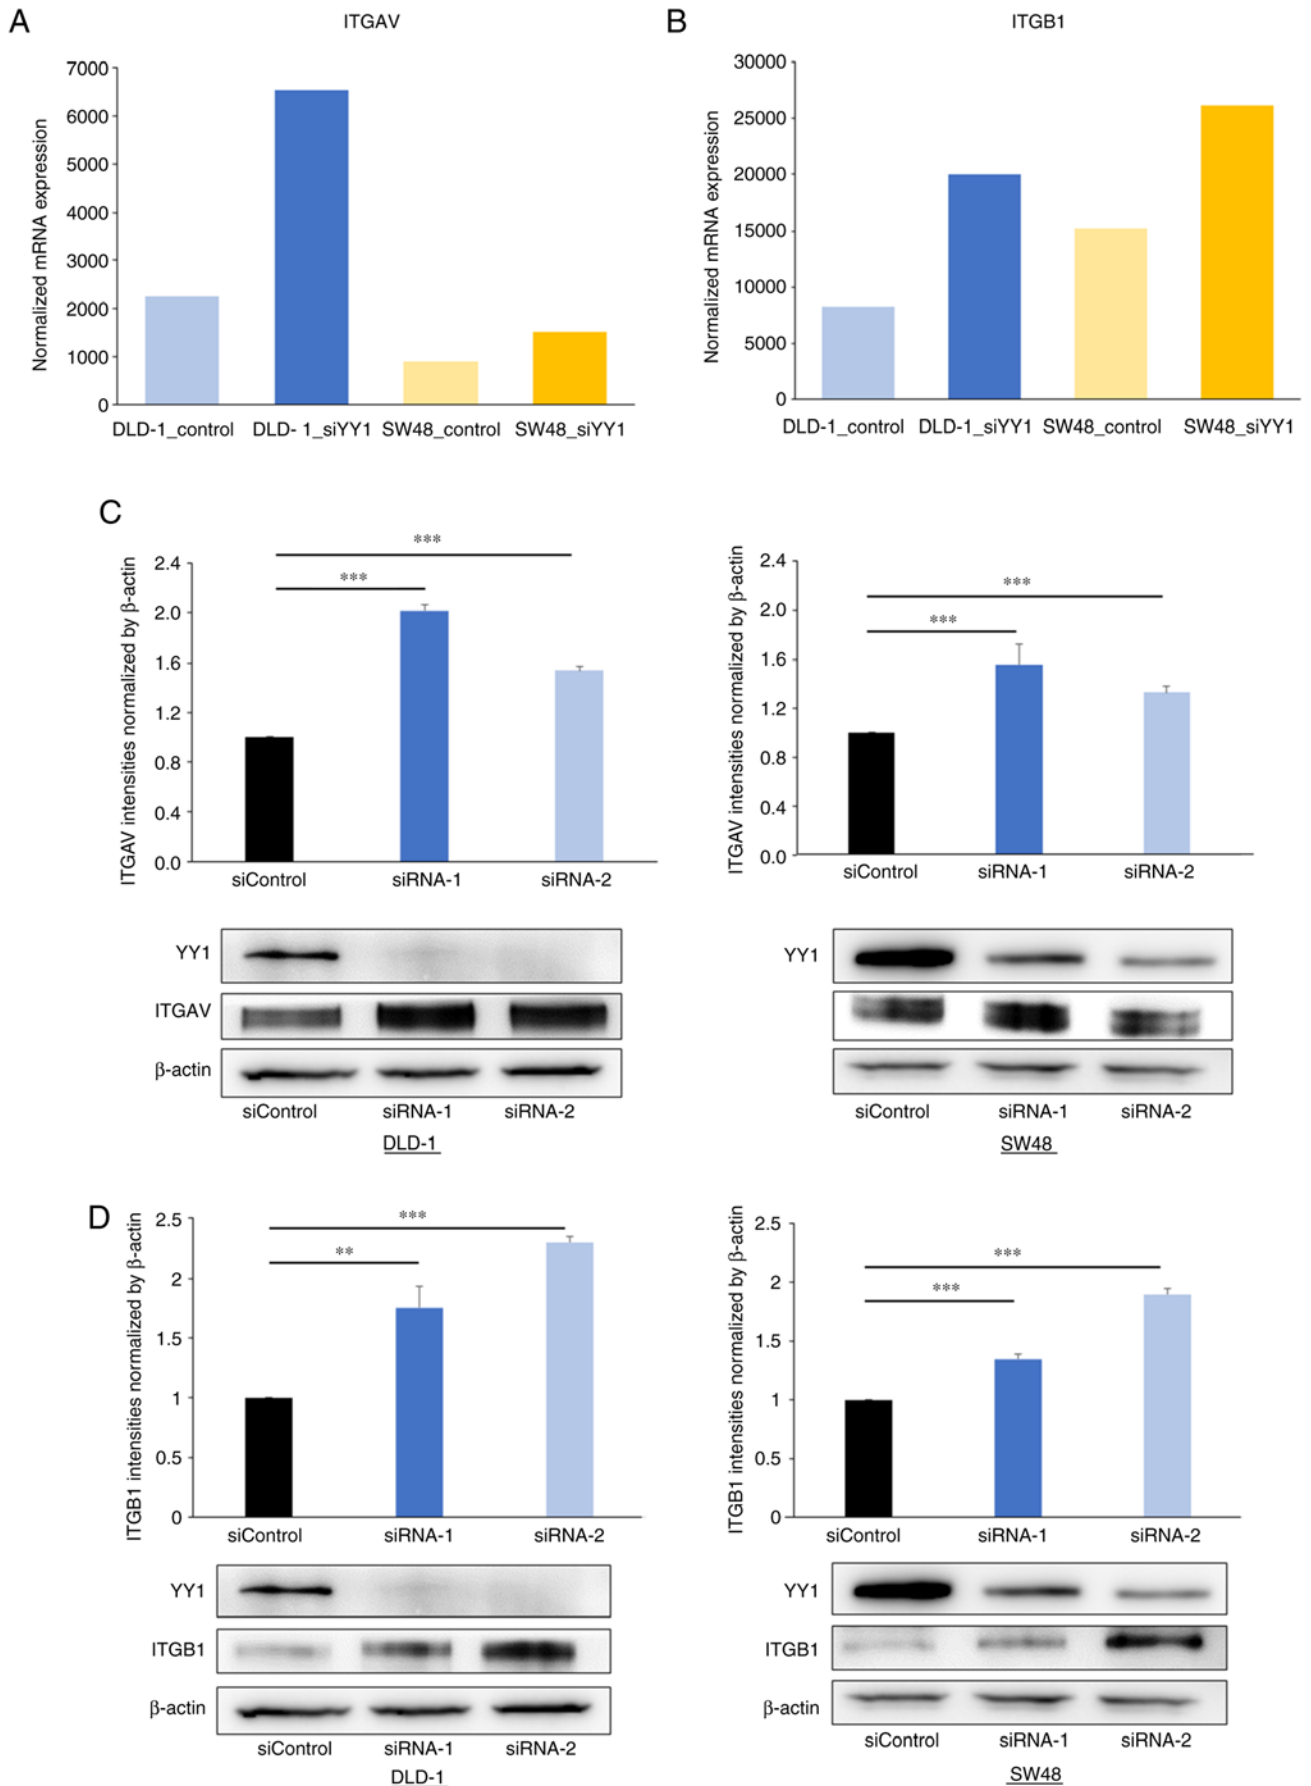 A
ITGAV
Normalized mRNA expression
7000
6000
5000
4000
3000
2000
1000
0
DLD-1_control DLD- 1_siYY1 SW48_control SW48_siYY1
B
ITGB1
Normalized mRNA expression
30000
25000
20000
15000
10000
5000
0
DLD-1_control DLD-1_siYY1 SW48_control SW48_siYY1
C
ITGAV intensities normalized by β-actin
2.4
2.0
1.6
1.2
0.8
0.4
0.0
***
***
siControl siRNA-1 siRNA-2
YY1
ITGAV
β-actin
siControl siRNA-1 siRNA-2
DLD-1
ITGAV intensities normalized by β-actin
2.4
2.0
1.6
1.2
0.8
0.4
0.0
***
***
siControl siRNA-1 siRNA-2
YY1
siControl siRNA-1 siRNA-2
SW48
D
ITGB1 intensities normalized by β-actin
2.5
2
1.5
1
0.5
0
***
**
siControl siRNA-1 siRNA-2
YY1
ITGB1
β-actin
siControl siRNA-1 siRNA-2
DLD-1
ITGB1 intensities normalized by β-actin
2.5
2
1.5
1
0.5
0
***
***
siControl siRNA-1 siRNA-2
YY1
ITGB1
β-actin
siControl siRNA-1 siRNA-2
SW48